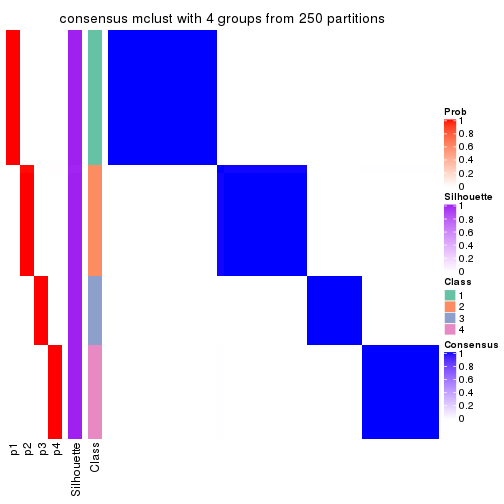 consensus mclust with 4 groups from 250 partitions
Prob
1
0.8
0.6
0.4
0.2
0
Silhouette
1
0.8
0.6
0.4
0.2
0
Class
1
2
3
4
Consensus
1
0.8
0.6
0.4
0.2
0
p1
p2
p3
p4
Silhouette
Class